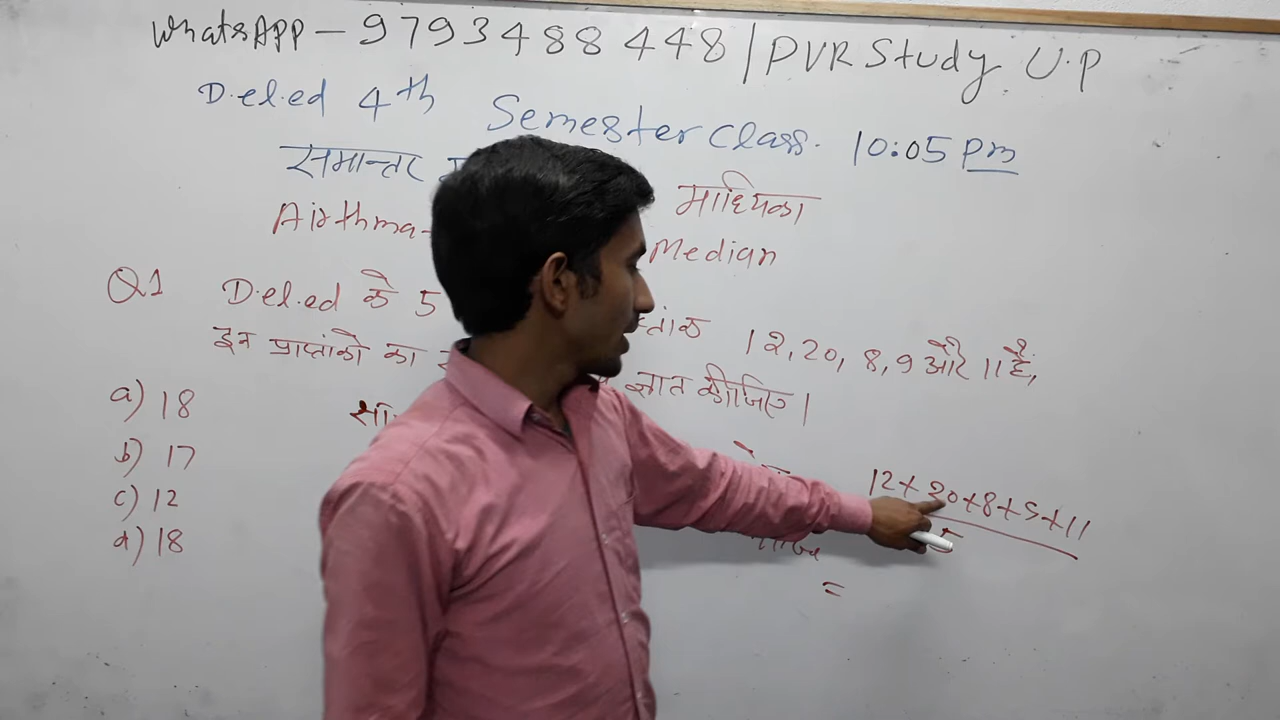 WhatsApp - 9793488448 | PVR Study U.P
D.el.ed 4th Semester Class. 10:05 Pm
समान्तर माध्यिका
Airthma- Median
Q1 D.el.ed के 5 12, 20, 8, 9 और 11 है,
इन प्राप्तांको का ज्ञात कीजिए।
a) 18
b) 17
c) 12
d) 18
12+20+8+9+11
5
=